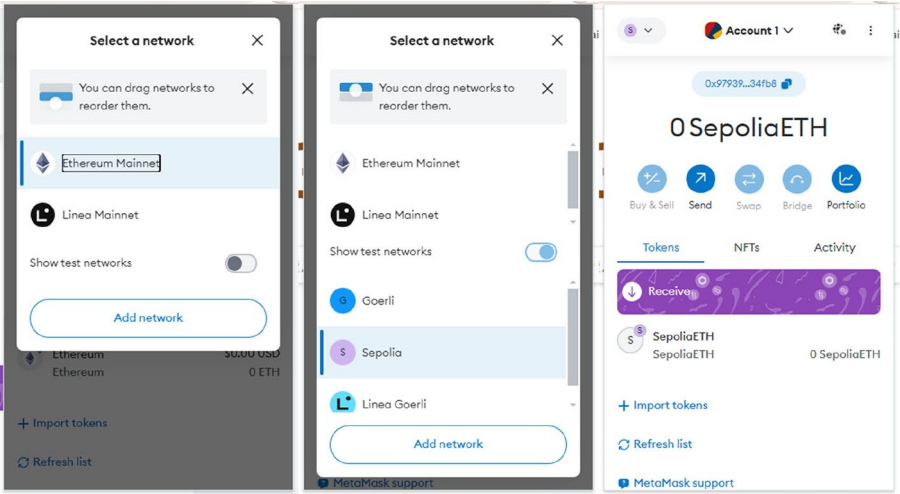 Select a network
You can drag networks to
reorder them.
Ethereum Mainnet
Linea Mainnet
Show test networks
Add network
Ethereum
$0.00 USD
Ethereum
0 ETH
+ Import tokens
Refresh list
Select a network
You can drag networks to
reorder them.
Ethereum Mainnet
Linea Mainnet
Show test networks
G
Goerli
S
Sepolia
Linea Goerli
Add network
MetaMask support
S
Account 1
0x97939...34fb8
0 SepoliaETH
Buy & Sell
Send
Swap
Bridge
Portfolio
Tokens
NFTs
Activity
Receive
S
S
SepoliaETH
SepoliaETH
0 SepoliaETH
+ Import tokens
Refresh list
MetaMask support